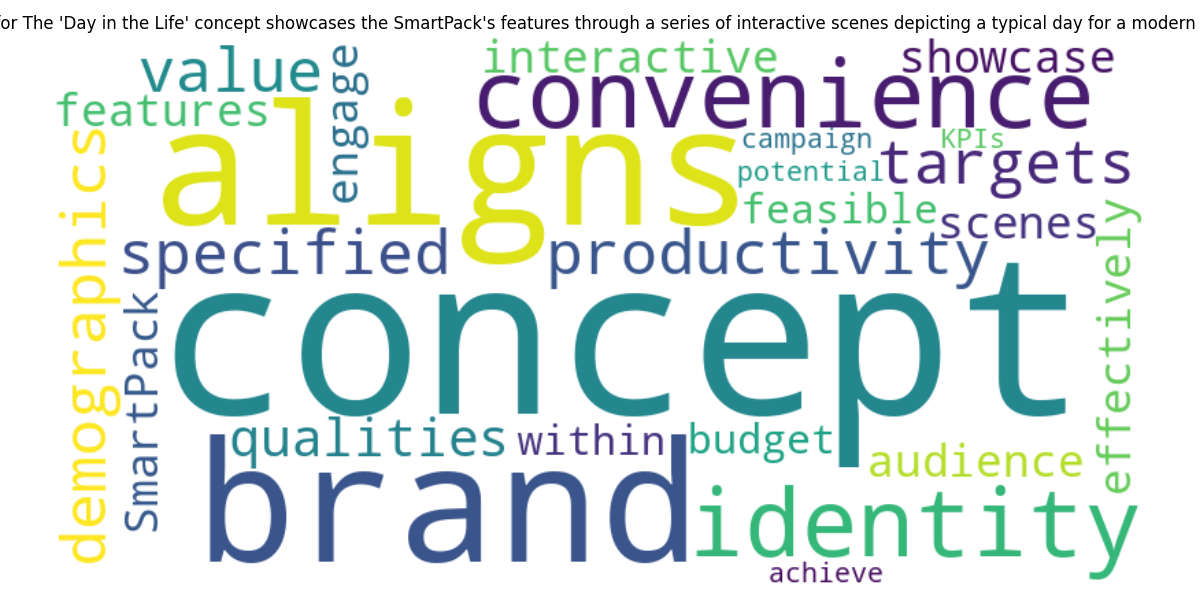 for The 'Day in the Life' concept showcases the SmartPack's features through a series of interactive scenes depicting a typical day for a modern
interactive
showcase
value
engage
convenience
features
aligns
campaign
KPIs
potential
targets
demographics
feasible
scenes
specified
productivity
effectively
SmartPack
concept
qualities
within
budget
audience
brand
identity
achieve